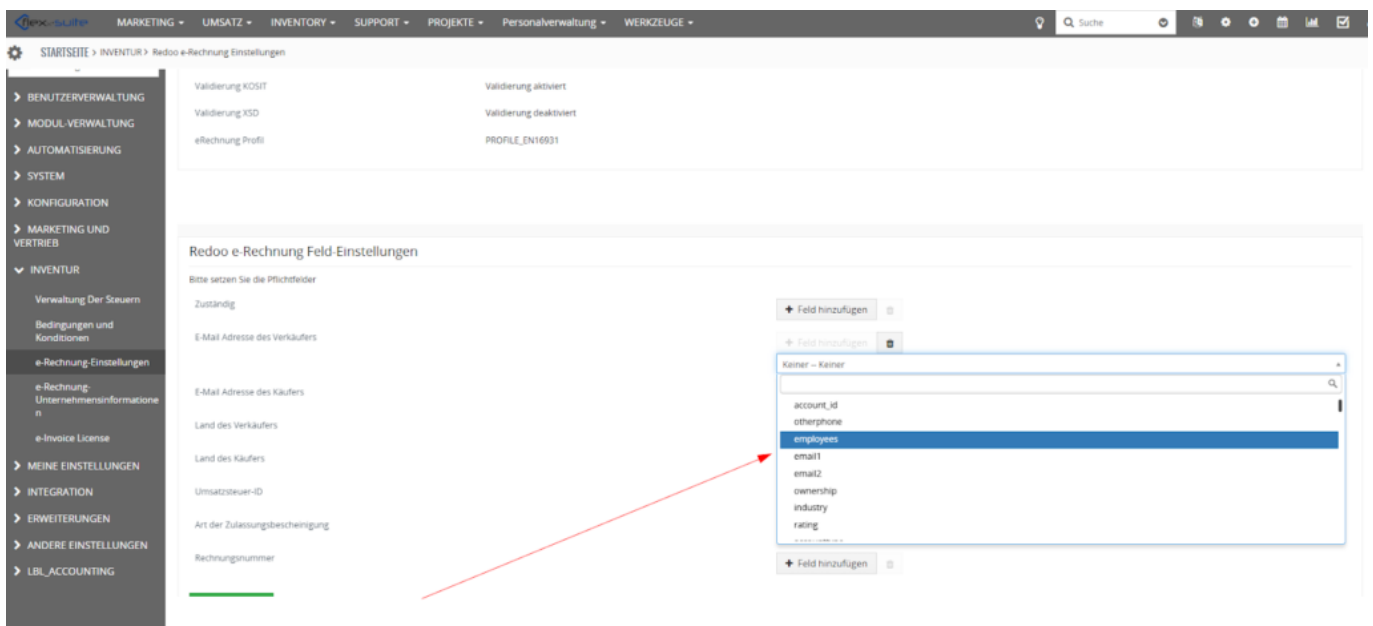 flex-suite MARKETING UMSATZ INVENTORY SUPPORT PROJEKTE Personalverwaltung WERKZEUGE Suche
STARTSEITE > INVENTUR > Redoo e-Rechnung Einstellungen
BENUTZERVERWALTUNG
MODUL-VERWALTUNG
AUTOMATISIERUNG
SYSTEM
KONFIGURATION
MARKETING UND
VERTRIEB
INVENTUR
Verwaltung Der Steuern
Bedingungen und
Konditionen
e-Rechnung-Einstellungen
e-Rechnung-
Unternehmensinformatione
n
e-Invoice License
MEINE EINSTELLUNGEN
INTEGRATION
ERWEITERUNGEN
ANDERE EINSTELLUNGEN
LBL_ACCOUNTING
Validierung KOSIT Validierung aktiviert
Validierung XSD Validierung deaktiviert
eRechnung Profil PROFILE_EN16931
Redoo e-Rechnung Feld-Einstellungen
Bitte setzen Sie die Pflichtfelder
Zuständig + Feld hinzufügen
E-Mail Adresse des Verkäufers + Feld hinzufügen
Keiner – Keiner
E-Mail Adresse des Käufers
Land des Verkäufers
Land des Käufers
Umsatzsteuer-ID
Art der Zulassungsbescheinigung
account_id
otherphone
employees
email1
email2
ownership
industry
rating
Rechnungsnummer + Feld hinzufügen